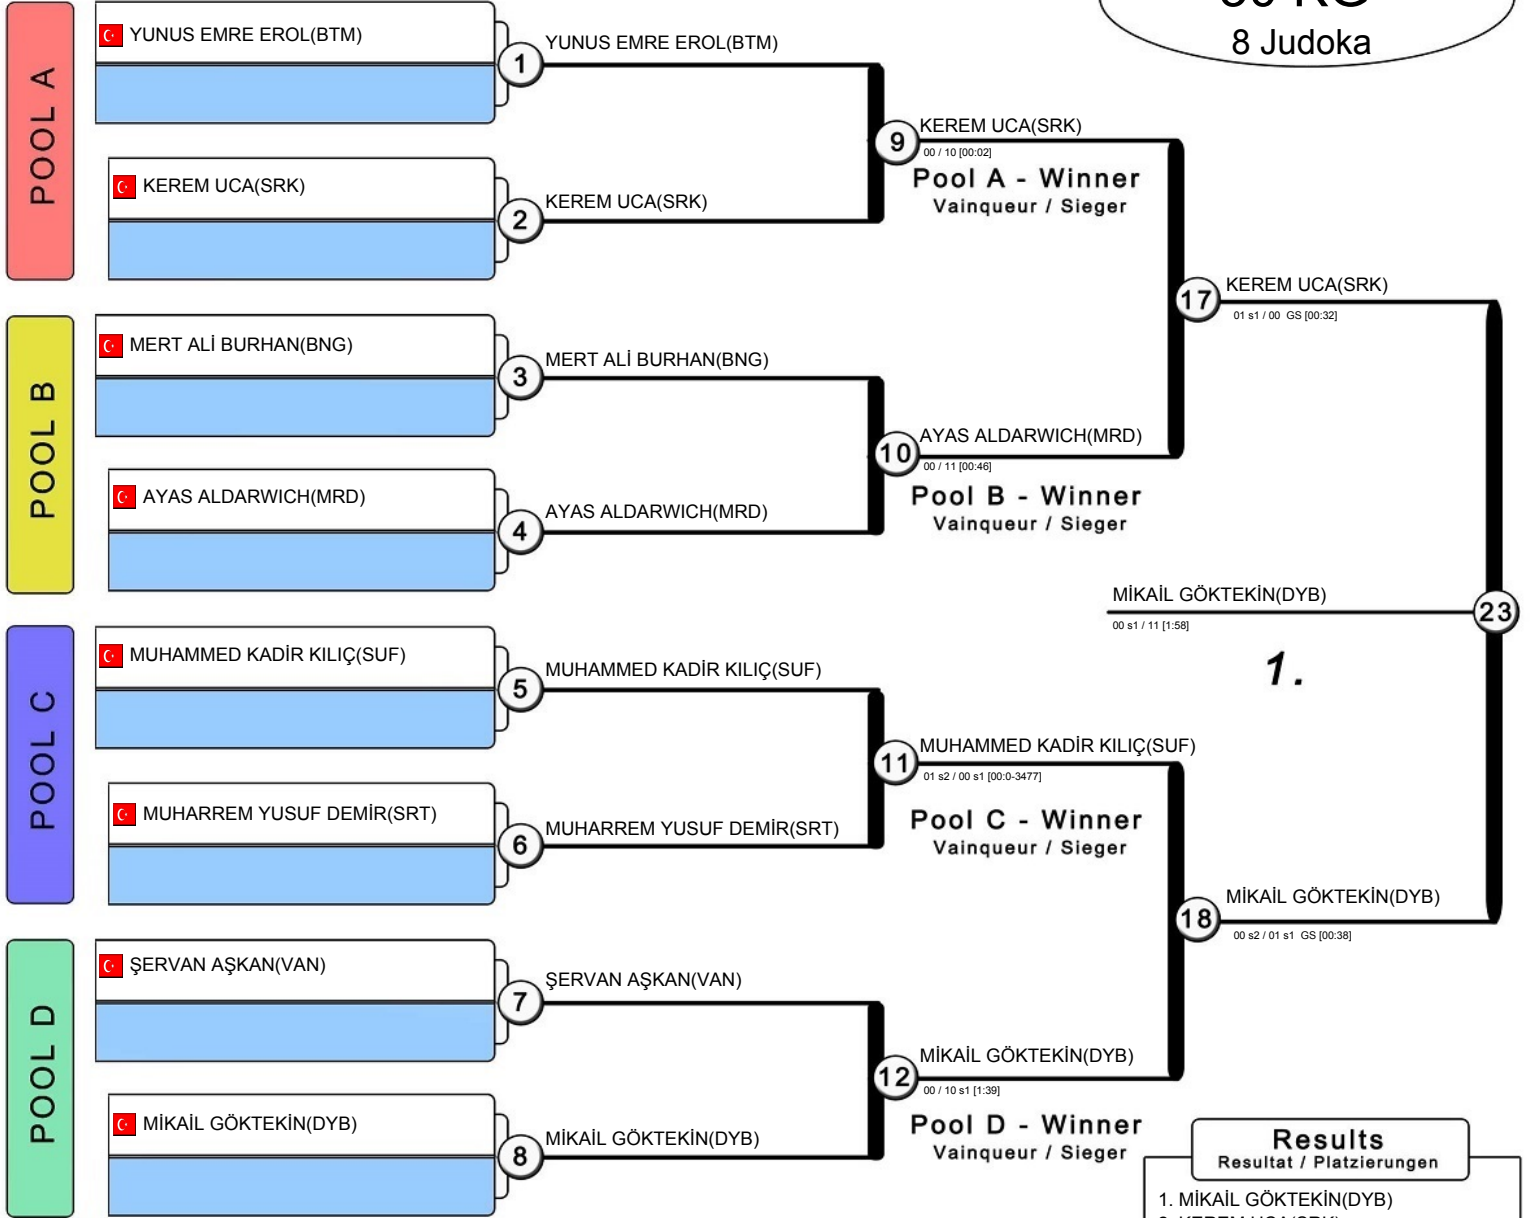 8 Judoka
POOL A
YUNUS EMRE EROL(BTM)
1
YUNUS EMRE EROL(BTM)
KEREM UCA(SRK)
2
KEREM UCA(SRK)
9
KEREM UCA(SRK)
00 / 10 [00:02]
Pool A - Winner
Vainqueur / Sieger
POOL B
MERT ALİ BURHAN(BNG)
3
MERT ALİ BURHAN(BNG)
AYAS ALDARWICH(MRD)
4
AYAS ALDARWICH(MRD)
10
AYAS ALDARWICH(MRD)
00 / 11 [00:46]
Pool B - Winner
Vainqueur / Sieger
17
KEREM UCA(SRK)
01 s1 / 00 GS [00:32]
MİKAİL GÖKTEKİN(DYB)
00 s1 / 11 [1:58]
23
1.
POOL C
MUHAMMED KADİR KILIÇ(SUF)
5
MUHAMMED KADİR KILIÇ(SUF)
MUHARREM YUSUF DEMİR(SRT)
6
MUHARREM YUSUF DEMİR(SRT)
11
MUHAMMED KADİR KILIÇ(SUF)
01 s2 / 00 s1 [00:0-3477]
Pool C - Winner
Vainqueur / Sieger
POOL D
ŞERVAN AŞKAN(VAN)
7
ŞERVAN AŞKAN(VAN)
MİKAİL GÖKTEKİN(DYB)
8
MİKAİL GÖKTEKİN(DYB)
12
MİKAİL GÖKTEKİN(DYB)
00 / 10 s1 [1:39]
Pool D - Winner
Vainqueur / Sieger
18
MİKAİL GÖKTEKİN(DYB)
00 s2 / 01 s1 GS [00:38]
Results
Resultat / Platzierungen
1. MİKAİL GÖKTEKİN(DYB)